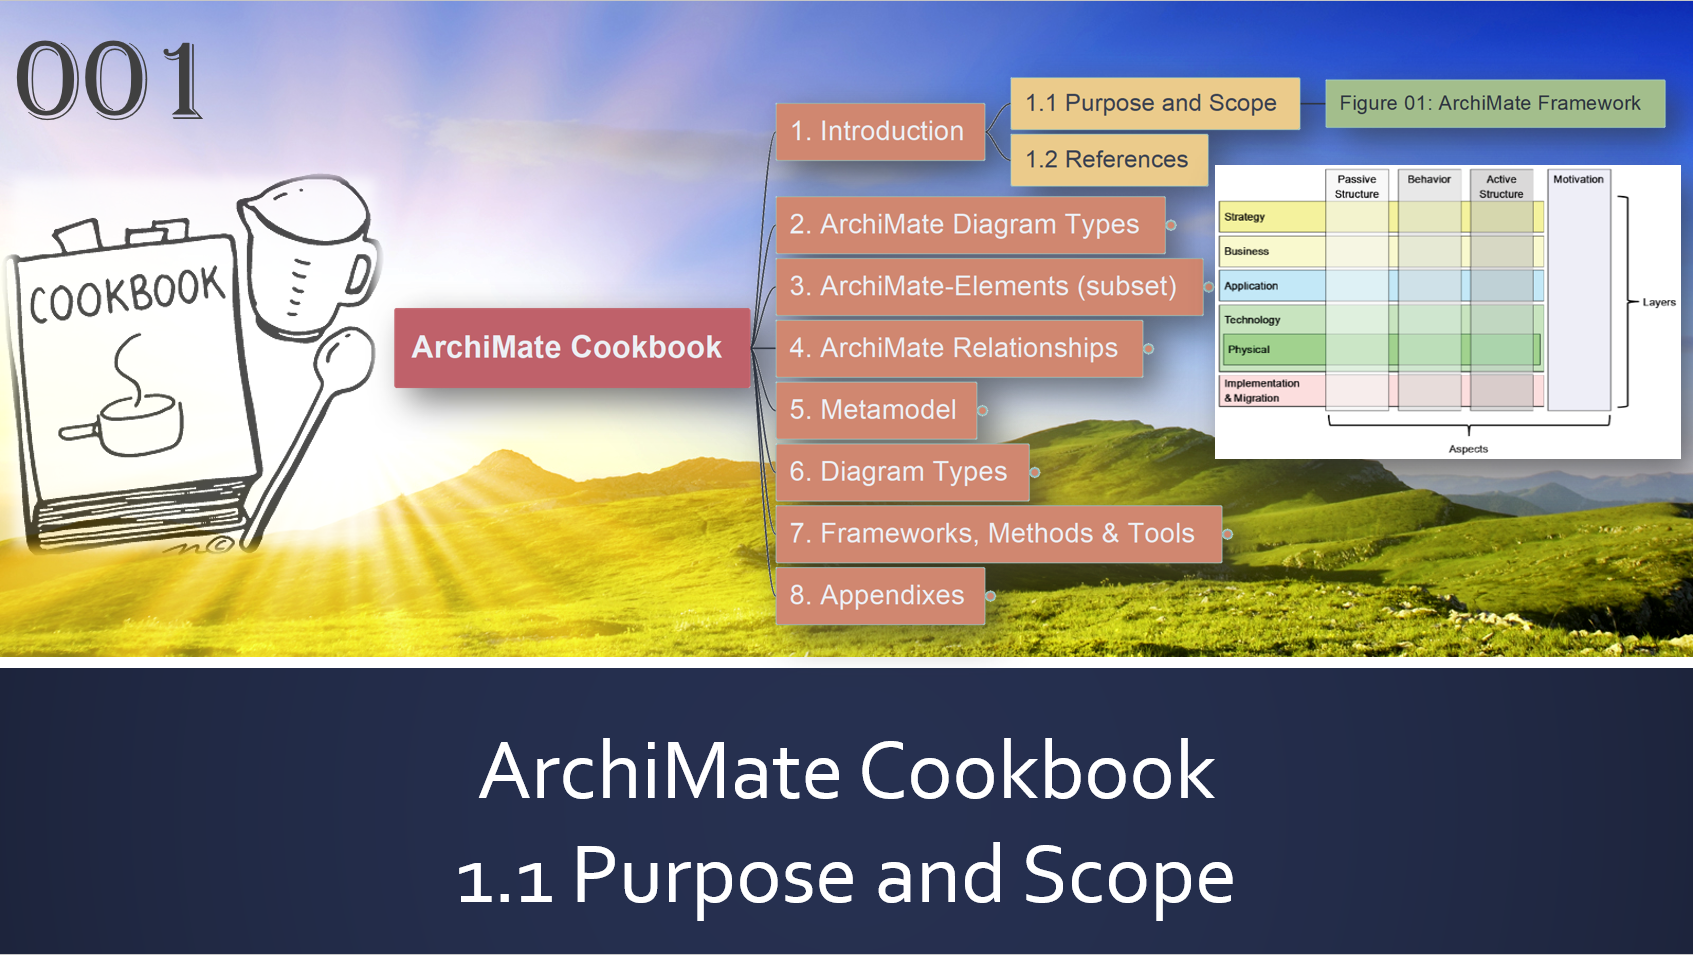 001
COOKBOOK
ArchiMate Cookbook
1. Introduction
1.1 Purpose and Scope
Figure 01: ArchiMate Framework
1.2 References
2. ArchiMate Diagram Types
3. ArchiMate-Elements (subset)
4. ArchiMate Relationships
5. Metamodel
6. Diagram Types
7. Frameworks, Methods & Tools
8. Appendixes
Passive
Structure
Behavior
Active
Structure
Motivation
Strategy
Business
Application
Technology
Physical
Implementation
& Migration
Layers
Aspects
ArchiMate Cookbook
1.1 Purpose and Scope